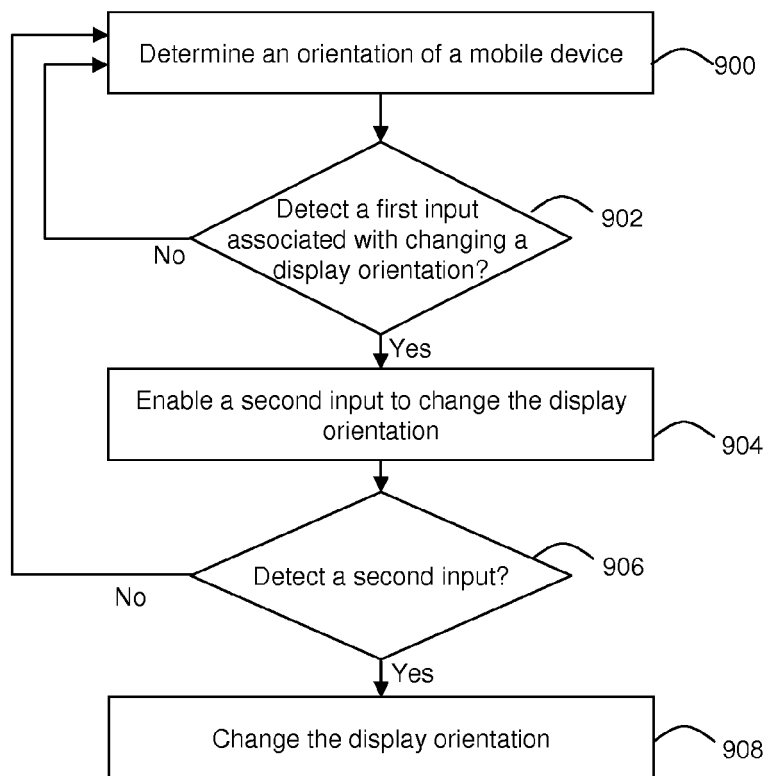 Determine an orientation of a mobile device
900
Detect a first input
associated with changing a
display orientation?
902
No
Yes
Enable a second input to change the display
orientation
904
Detect a second input?
906
No
Yes
Change the display orientation
908